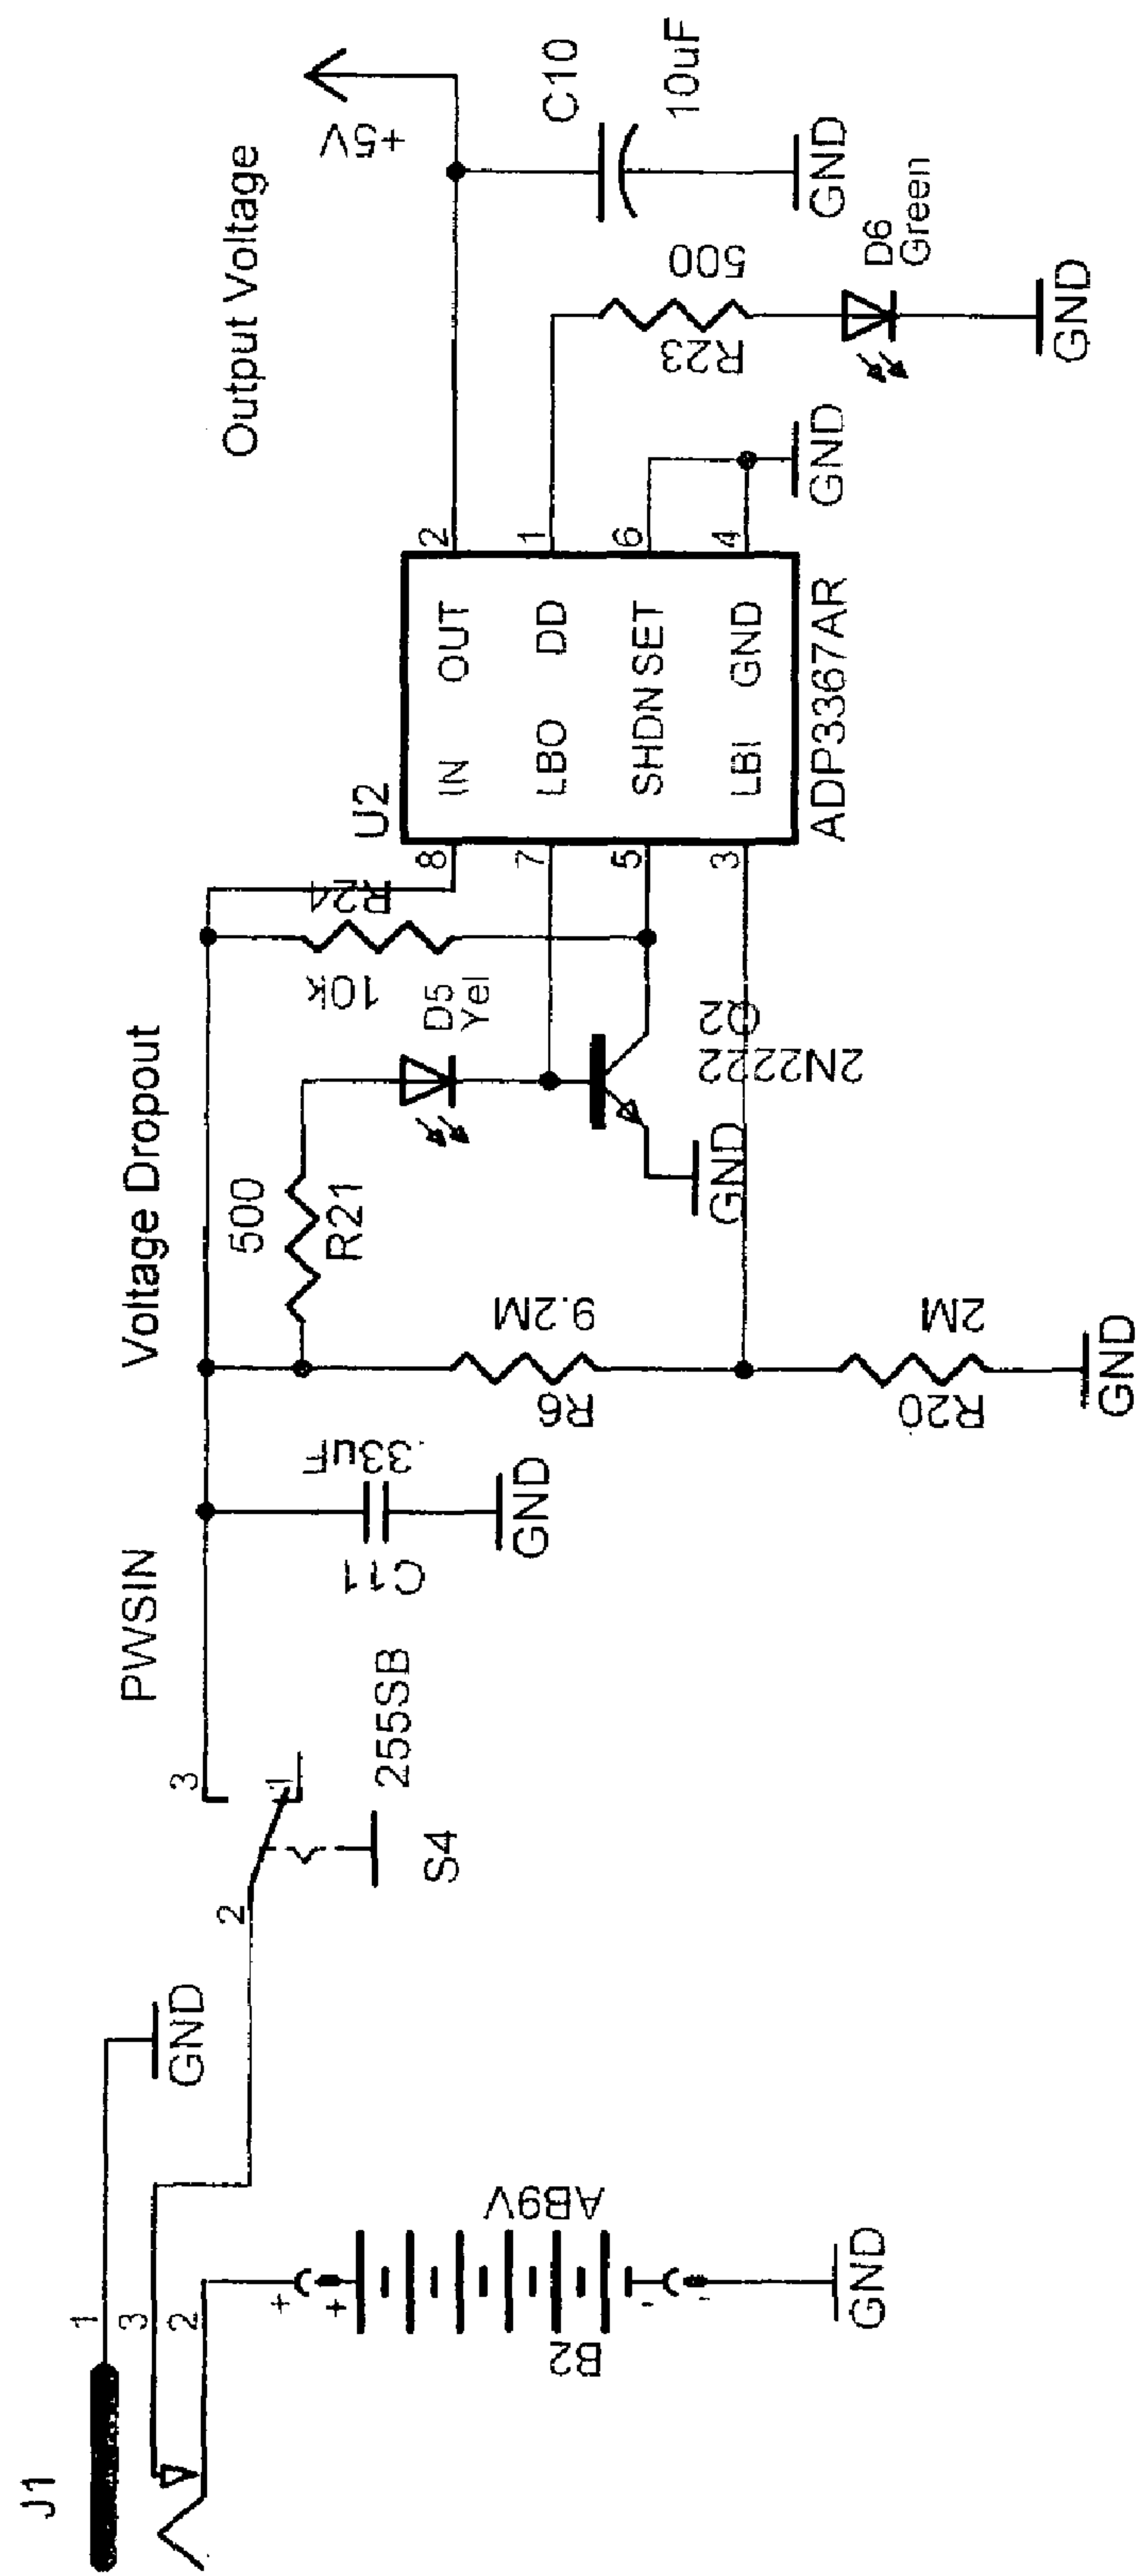 J1
1
3
2
GND
+
+
AB9V
B2
-
-
GND
2
3
1
S4
255SB
PWSIN
C11
.33uF
GND
Voltage Dropout
500
R21
R6
9.2M
R20
2M
GND
D5
Yel
R24
10k
Q2
2N2222
GND
U2
8
7
5
3
IN
OUT
LBO
DD
SHDN
SET
LBI
GND
2
1
6
4
ADP3367AR
GND
Output Voltage
+5V
R23
500
D6
Green
GND
C10
10uF
GND